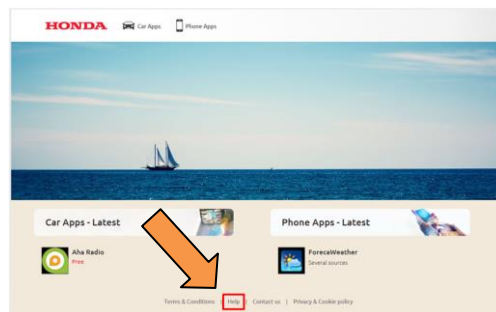 HONDA Car Apps Phone Apps
Car Apps - Latest Phone Apps - Latest
Aha Radio
Free
ForecaWeather
Several sources
Terms & Conditions | Help | Contact us | Privacy & Cookie policy